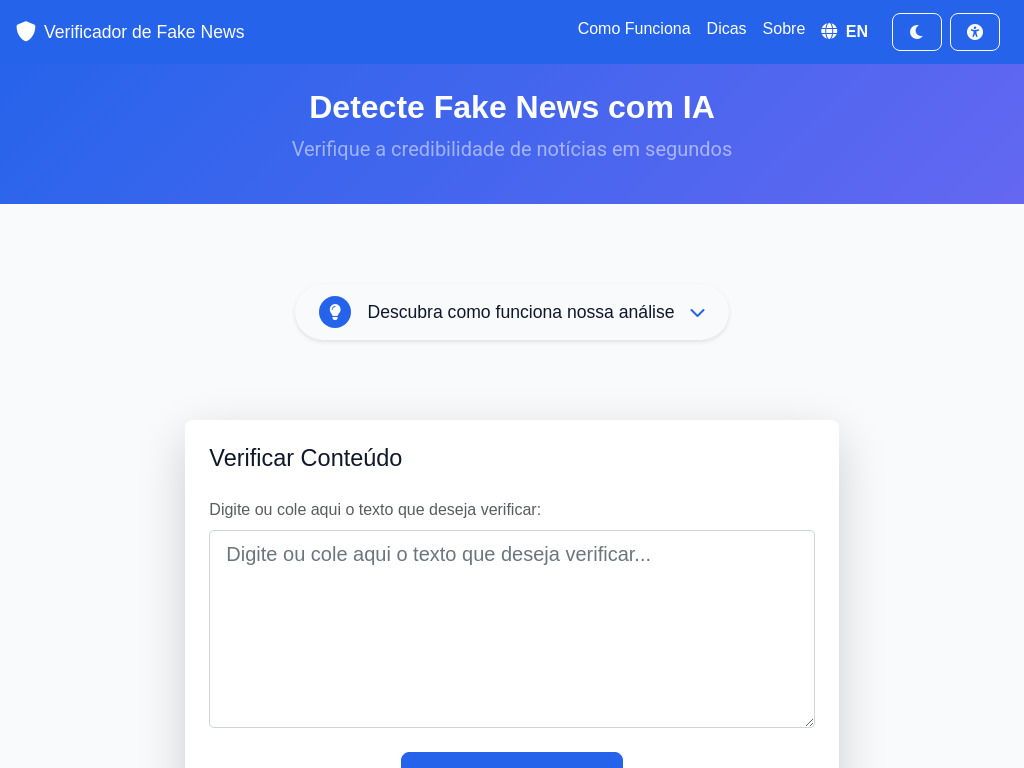 Verificador de Fake News
Como Funciona
Dicas
Sobre
EN
Detecte Fake News com IA
Verifique a credibilidade de notícias em segundos
Descubra como funciona nossa análise
Verificar Conteúdo
Digite ou cole aqui o texto que deseja verificar:
Digite ou cole aqui o texto que deseja verificar...